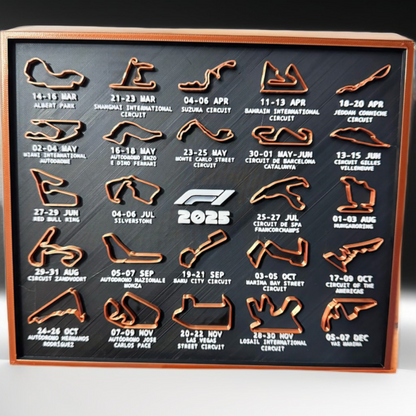 14-16 MAR
ALBERT PARK
21-23 MAR
SHANGHAI INTERNATIONAL
CIRCUIT
04-06 APR
SUZUKA CIRCUIT
11-13 APR
BAHRAIN INTERNATIONAL
CIRCUIT
18-20 APR
JEDDAH CORNICHE
CIRCUIT
02-04 MAY
MIAMI INTERNATIONAL
AUTODROME
16-18 MAY
AUTODROMO ENZO
E DINO FERRARI
23-25 MAY
MONTE CARLO STREET
CIRCUIT
30-01 MAY-JUN
CIRCUIT DE BARCELONA
CATALUNYA
13-15 JUN
CIRCUIT GILLES
VILLENEUVE
27-29 JUN
RED BULL RING
04-06 JUL
SILVERSTONE
F1
2025
25-27 JUL
CIRCUIT DE SPA
FRANCORCHAMPS
01-03 AUG
HUNGARORING
29-31 AUG
CIRCUIT ZANDVOORT
05-07 SEP
AUTODROMO NAZIONALE
MONZA
19-21 SEP
BAKU CITY CIRCUIT
03-05 OCT
MARINA BAY STREET
CIRCUIT
17-09 OCT
CIRCUIT OF THE
AMERICAS
24-26 OCT
AUTÓDROMO HERMANOS
RODRÍGUEZ
07-09 NOV
AUTÓDROMO JOSÉ
CARLOS PACE
20-22 NOV
LAS VEGAS
STREET CIRCUIT
28-30 NOV
LOSAIL INTERNATIONAL
CIRCUIT
05-07 DEC
YAS MARINA